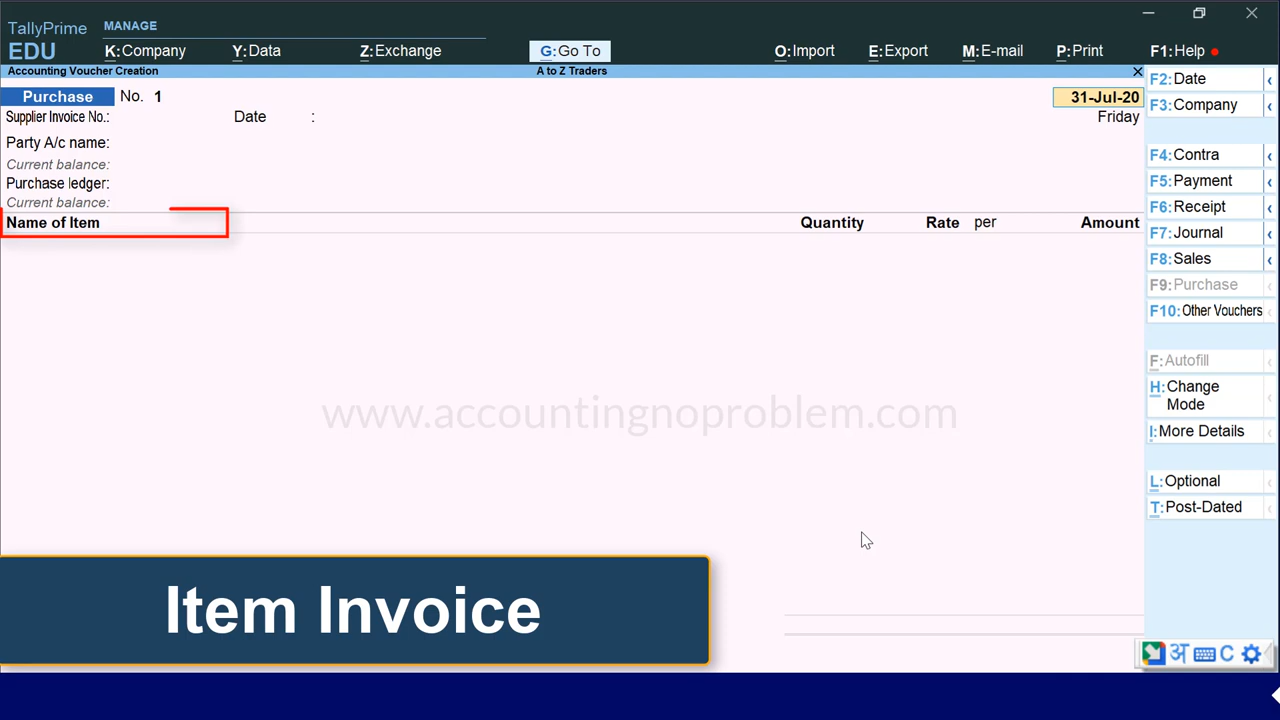 TallyPrime
MANAGE
EDU
K:Company
Y:Data
Z:Exchange
G:Go To
O:Import
E:Export
M:E-mail
P:Print
F1:Help
Accounting Voucher Creation
A to Z Traders
Purchase No. 1
31-Jul-20
Supplier Invoice No.:
Date :
Friday
Party A/c name:
Current balance:
Purchase ledger:
Current balance:
Name of Item
Quantity
Rate per
Amount
F2:Date
F3:Company
F4:Contra
F5:Payment
F6:Receipt
F7:Journal
F8:Sales
F9:Purchase
F10:Other Vouchers
F:Autofill
H:Change
Mode
I:More Details
L:Optional
T:Post-Dated
www.accountingnoproblem.com
Item Invoice
अ
C